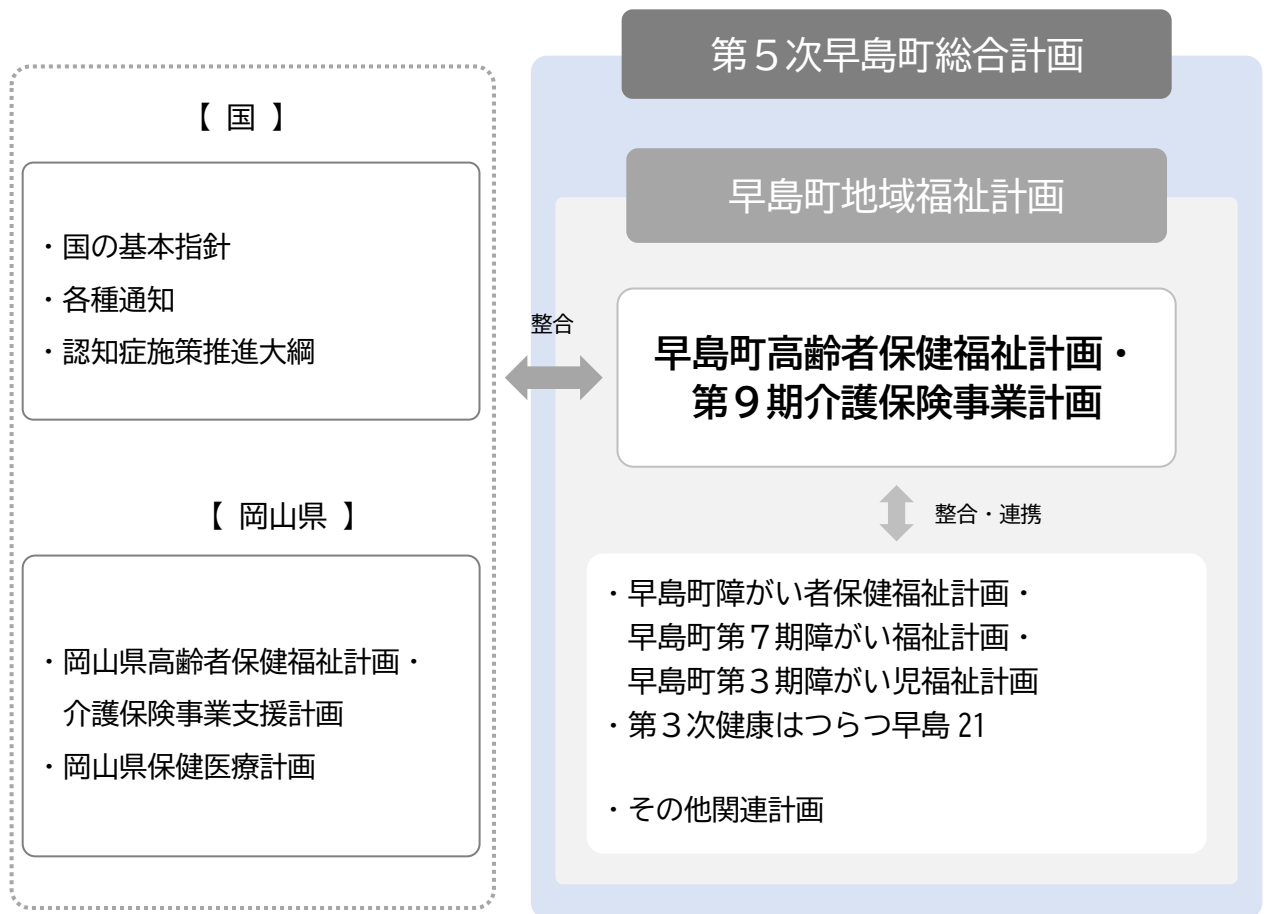 【 国 】
・国の基本指針
・各種通知
・認知症施策推進大綱
【 岡山県 】
・岡山県高齢者保健福祉計画・
介護保険事業支援計画
・岡山県保健医療計画
整合
第５次早島町総合計画
早島町地域福祉計画
早島町高齢者保健福祉計画・
第９期介護保険事業計画
整合・連携
・早島町障がい者保健福祉計画・
早島町第７期障がい福祉計画・
早島町第３期障がい児福祉計画
・第３次健康はつらつ早島 21
・その他関連計画